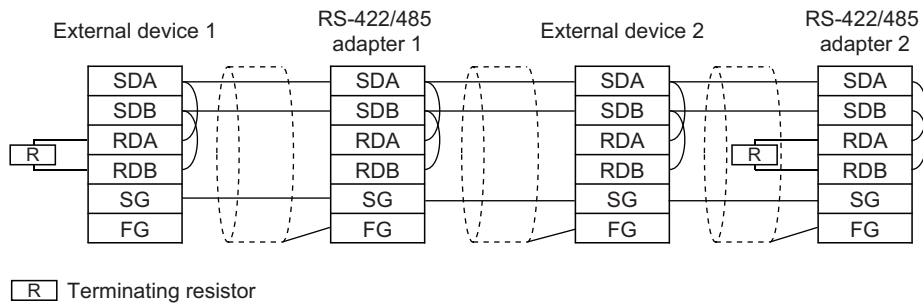 External device 1
RS-422/485
adapter 1
External device 2
RS-422/485
adapter 2
SDA SDA SDA SDA
SDB SDB SDB SDB
RDA RDA RDA RDA
R R
RDB RDB RDB RDB
SG SG SG SG
FG FG FG FG
R Terminating resistor